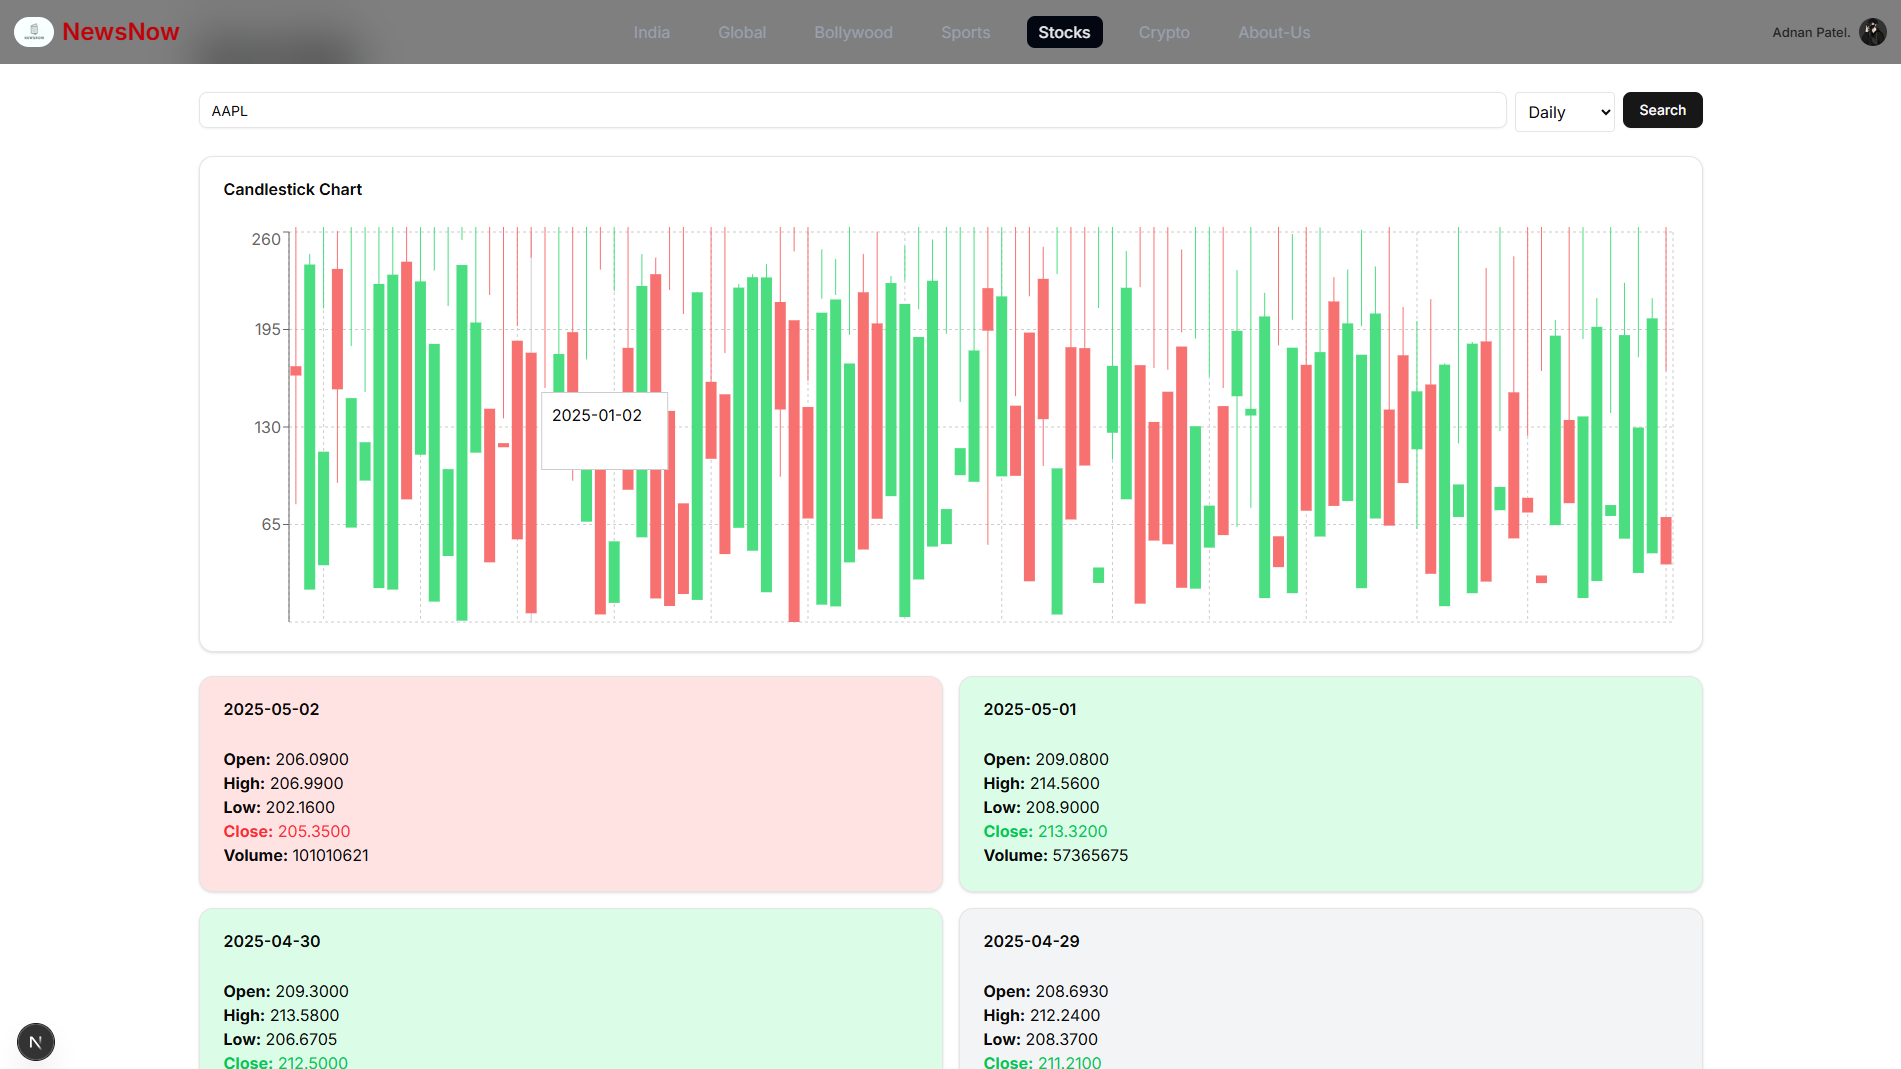 NewsNow
India Global Bollywood Sports Stocks Crypto About-Us
Adnan Patel.
AAPL
Daily
Search
Candlestick Chart
260
195
130
65
2025-01-02
2025-05-02
Open: 206.0900
High: 206.9900
Low: 202.1600
Close: 205.3500
Volume: 101010621
2025-05-01
Open: 209.0800
High: 214.5600
Low: 208.9000
Close: 213.3200
Volume: 57365675
2025-04-30
Open: 209.3000
High: 213.5800
Low: 206.6705
Close: 212.5000
2025-04-29
Open: 208.6930
High: 212.2400
Low: 208.3700
Close: 211.2100
N